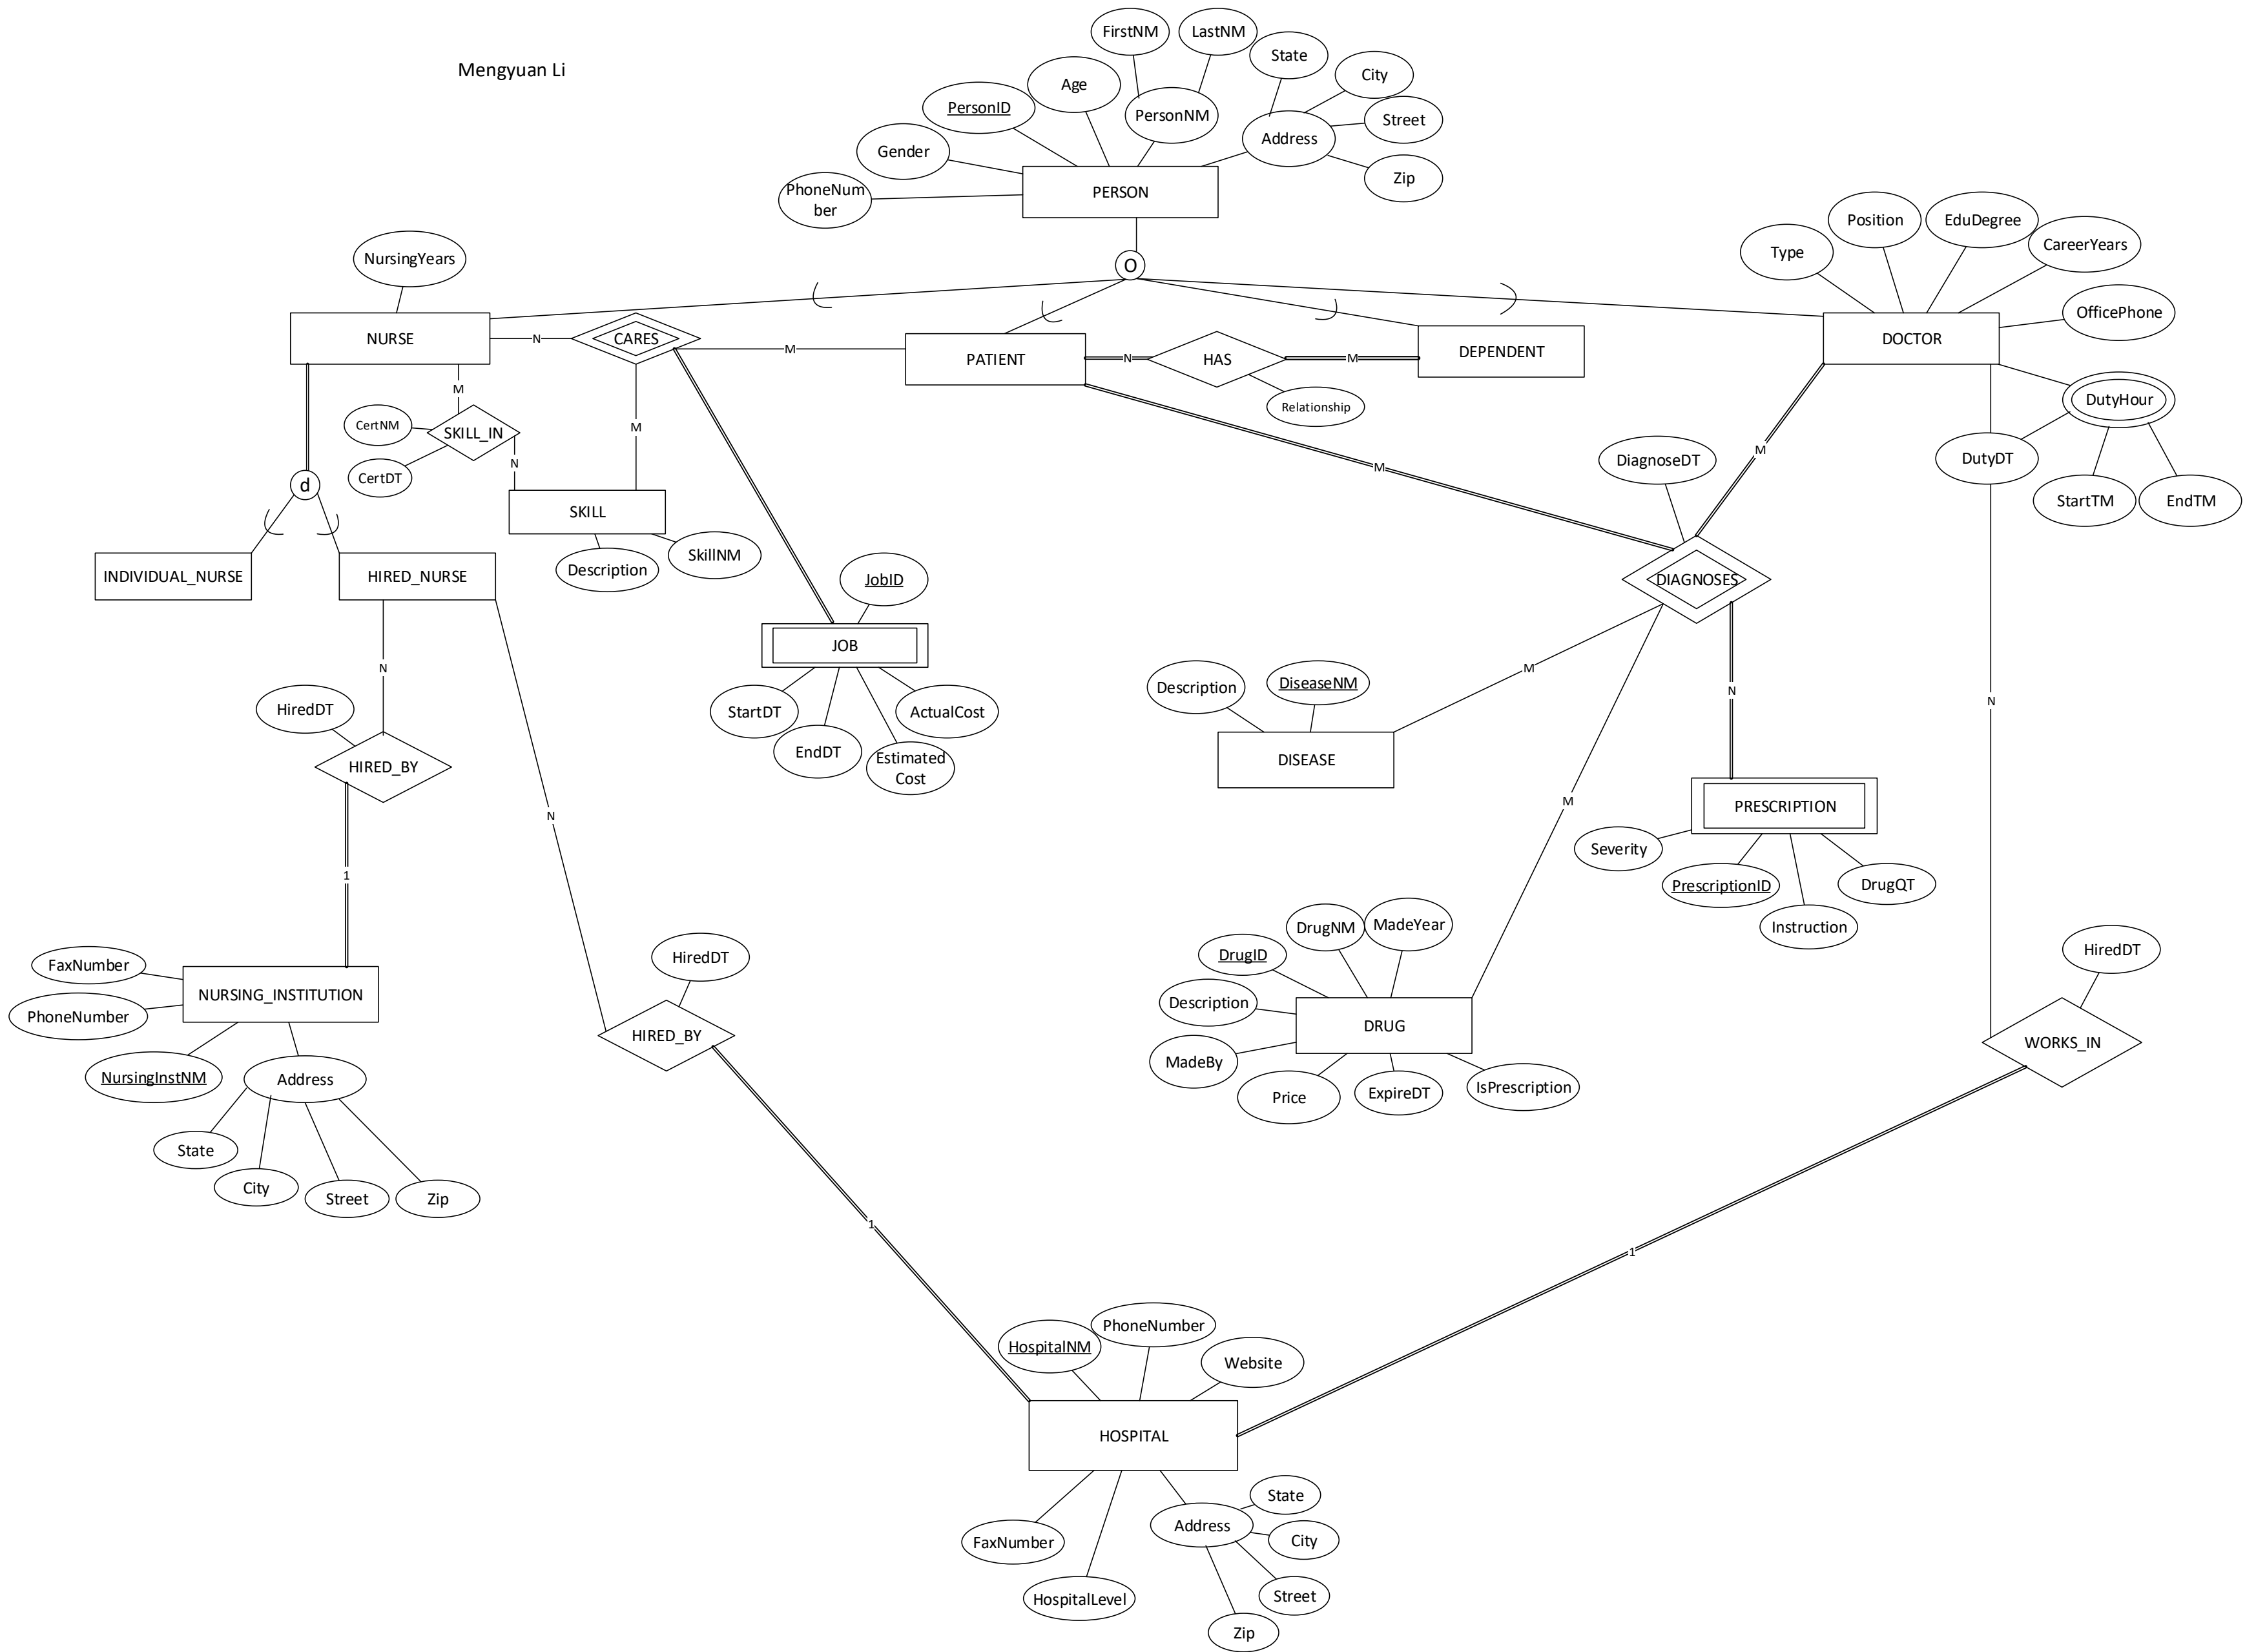 Mengyuan Li
FirstNM
LastNM
State
City
Age
PersonID
PersonNM
Street
Address
Gender
Zip
PhoneNum
ber
PERSON
O
Type
Position
EduDegree
CareerYears
OfficePhone
NursingYears
NURSE
N
CARES
M
PATIENT
N
HAS
M
DEPENDENT
DOCTOR
Relationship
DutyHour
DutyDT
StartTM
EndTM
M
CertNM
SKILL_IN
CertDT
N
M
M
M
DiagnoseDT
d
SKILL
Description
SkillNM
INDIVIDUAL_NURSE
HIRED_NURSE
JobID
JOB
StartDT
EndDT
Estimated
Cost
ActualCost
DIAGNOSES
M
N
M
N
Description
DiseaseNM
DISEASE
PRESCRIPTION
Severity
PrescriptionID
Instruction
DrugQT
N
HiredDT
HIRED_BY
1
N
FaxNumber
PhoneNumber
NURSING_INSTITUTION
NursingInstNM
Address
State
City
Street
Zip
HiredDT
HIRED_BY
DrugNM
MadeYear
DrugID
Description
DRUG
MadeBy
Price
ExpireDT
IsPrescription
HiredDT
WORKS_IN
1
1
PhoneNumber
HospitalNM
Website
HOSPITAL
State
Address
City
FaxNumber
Street
HospitalLevel
Zip